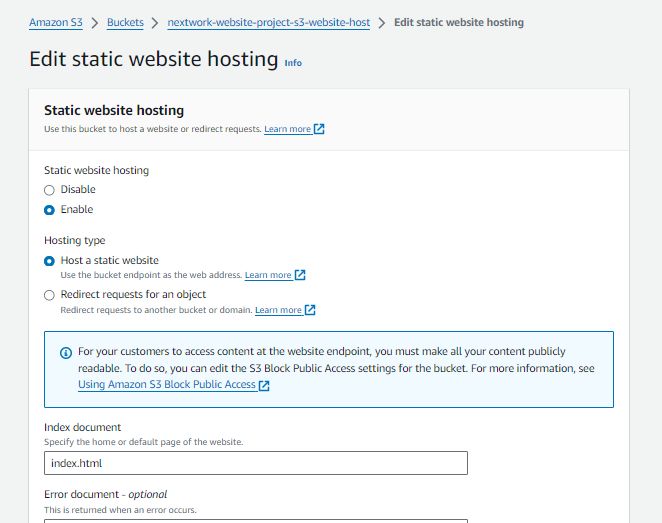 Amazon S3 > Buckets > nextwork-website-project-s3-website-host > Edit static website hosting
Edit static website hosting Info
Static website hosting
Use this bucket to host a website or redirect requests. Learn more
Static website hosting
Disable
Enable
Hosting type
Host a static website
Use the bucket endpoint as the web address. Learn more
Redirect requests for an object
Redirect requests to another bucket or domain. Learn more
For your customers to access content at the website endpoint, you must make all your content publicly
readable. To do so, you can edit the S3 Block Public Access settings for the bucket. For more information, see
Using Amazon S3 Block Public Access
Index document
Specify the home or default page of the website.
index.html
Error document - optional
This is returned when an error occurs.